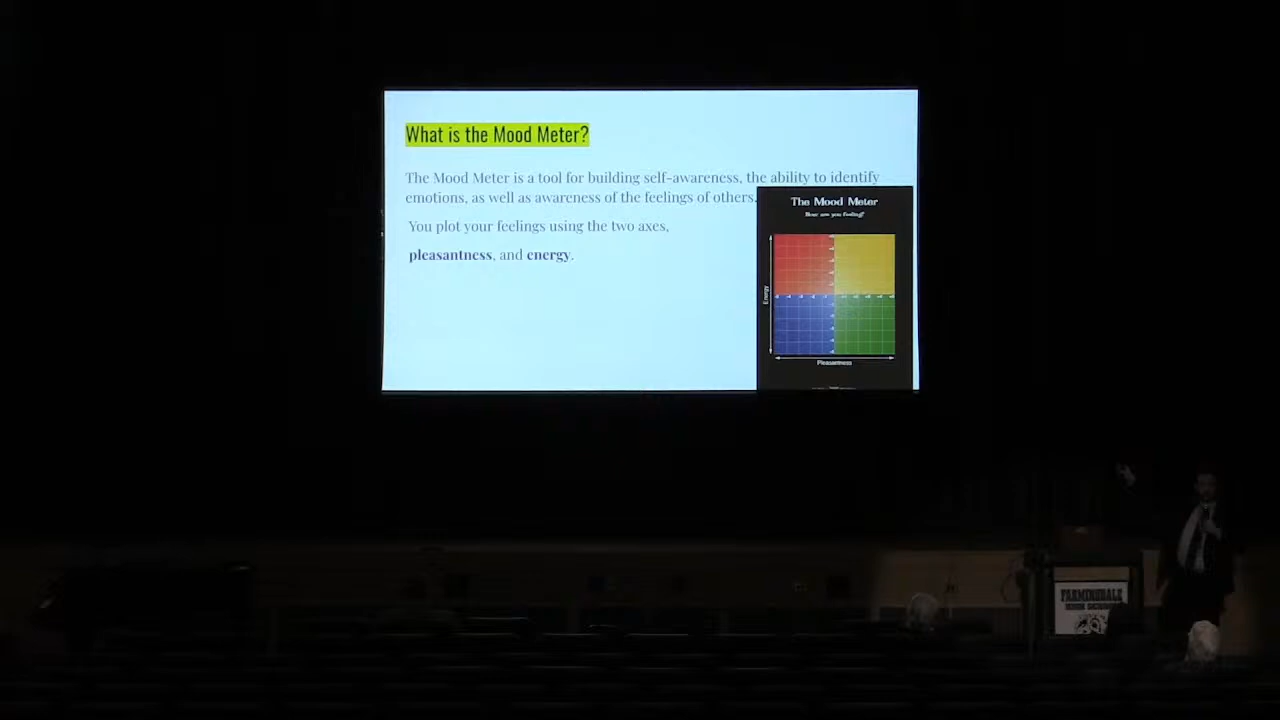 What is the Mood Meter?
The Mood Meter is a tool for building self-awareness, the ability to identify
emotions, as well as awareness of the feelings of others.
You plot your feelings using the two axes,
pleasantness, and energy.
The Mood Meter
How are you feeling?
Energy
Pleasantness
FARMINGDALE
HIGH SCHOOL